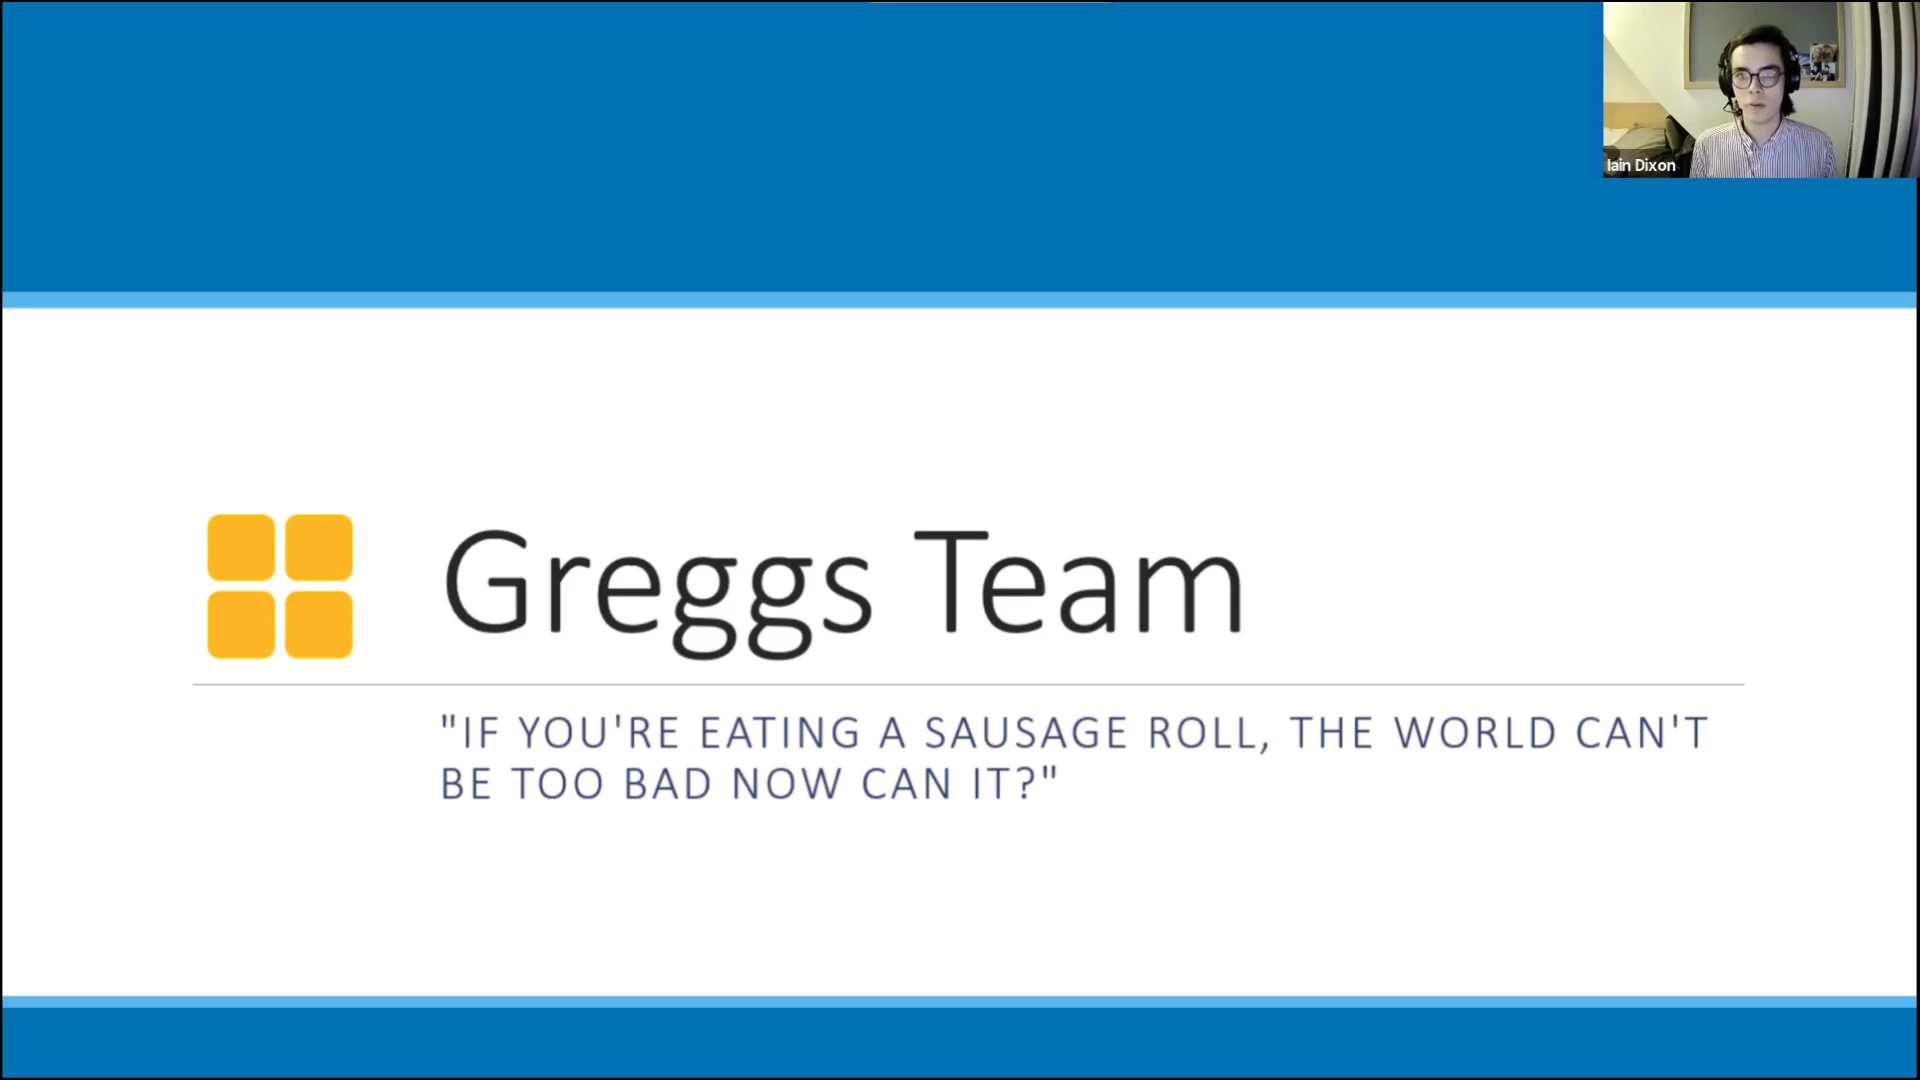 Iain Dixon
Greggs Team
"IF YOU'RE EATING A SAUSAGE ROLL, THE WORLD CAN'T
BE TOO BAD NOW CAN IT?"